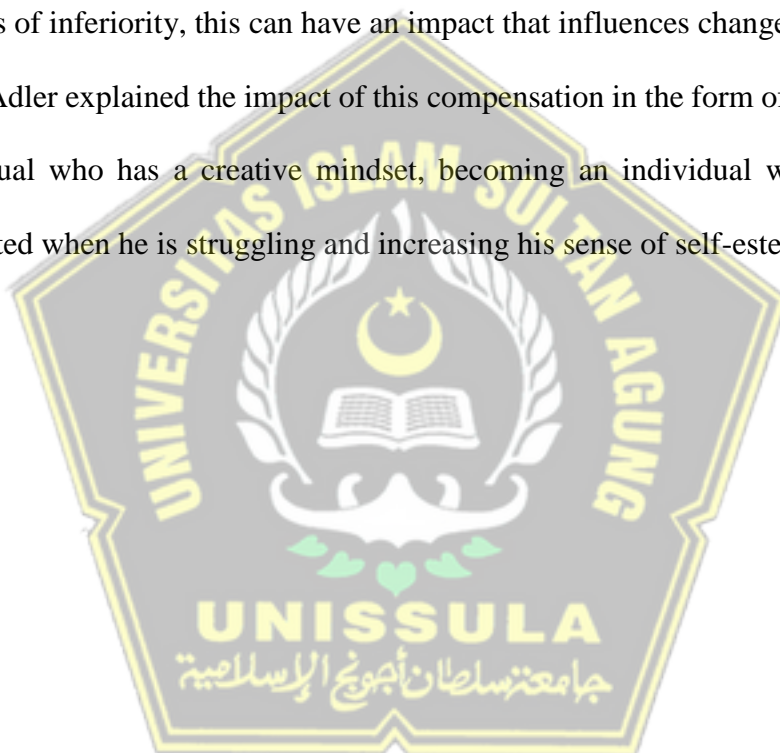 s of inferiority, this can have an impact that influences change
Adler explained the impact of this compensation in the form o
ual who has a creative mindset, becoming an individual w
ted when he is struggling and increasing his sense of self-este
UNIVERSITAS ISLAM SULTAN AGUNG
UNISSULA
جامعة سلطان أجونج الإسلامية